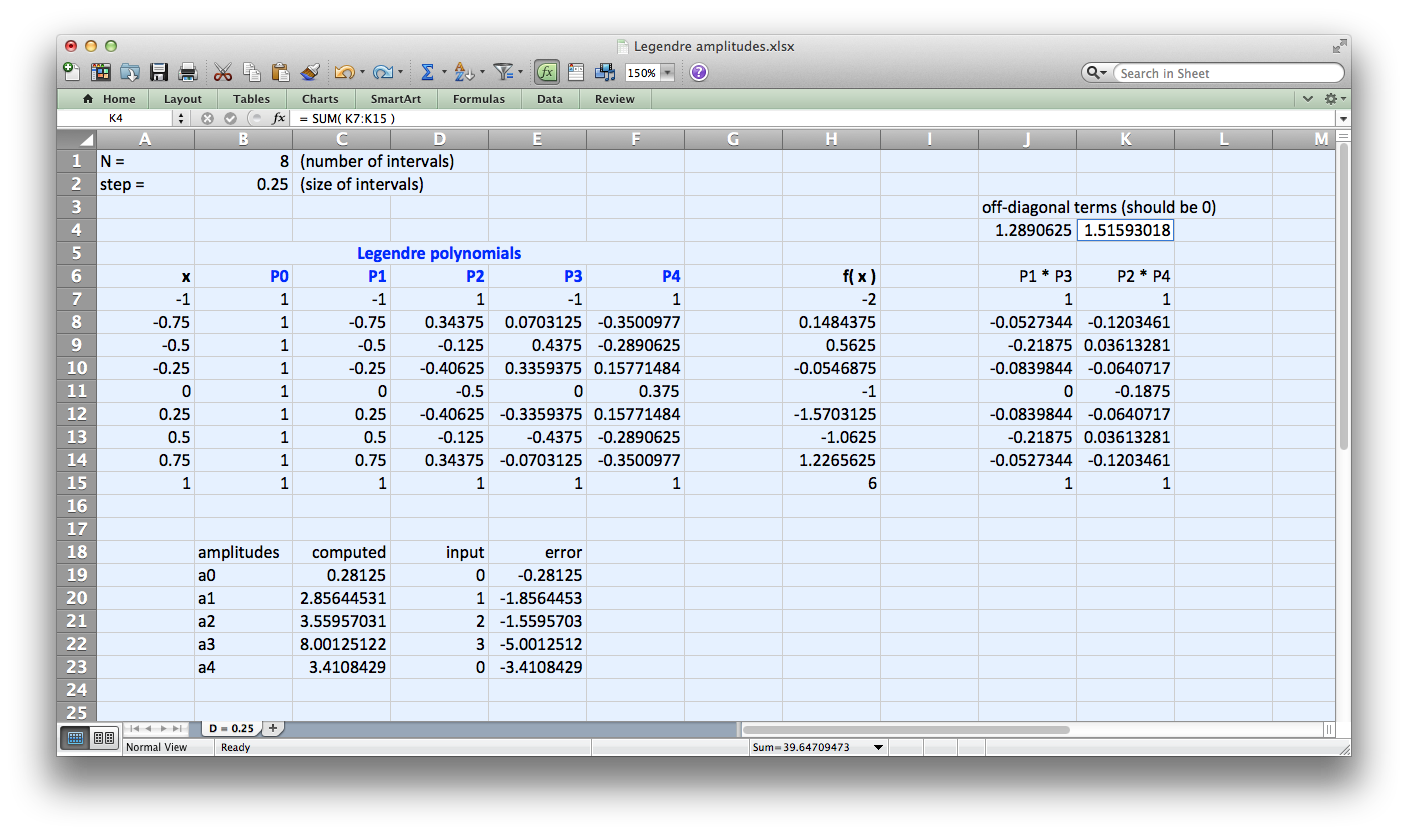 Legendre amplitudes.xlsx
150%
Search in Sheet
Home Layout Tables Charts SmartArt Formulas Data Review
K4 fx = SUM( K7:K15 )
A B C D E F G H I J K L M
1 N = 8 (number of intervals)
2 step = 0.25 (size of intervals)
3 off-diagonal terms (should be 0)
4 1.2890625 1.51593018
5 Legendre polynomials
6 x P0 P1 P2 P3 P4 f( x ) P1 * P3 P2 * P4
7 -1 1 -1 1 -1 1 -2 1 1
8 -0.75 1 -0.75 0.34375 0.0703125 -0.3500977 0.1484375 -0.0527344 -0.1203461
9 -0.5 1 -0.5 -0.125 0.4375 -0.2890625 0.5625 -0.21875 0.03613281
10 -0.25 1 -0.25 -0.40625 0.3359375 0.15771484 -0.0546875 -0.0839844 -0.0640717
11 0 1 0 -0.5 0 0.375 -1 0 -0.1875
12 0.25 1 0.25 -0.40625 -0.3359375 0.15771484 -1.5703125 -0.0839844 -0.0640717
13 0.5 1 0.5 -0.125 -0.4375 -0.2890625 -1.0625 -0.21875 0.03613281
14 0.75 1 0.75 0.34375 -0.0703125 -0.3500977 1.2265625 -0.0527344 -0.1203461
15 1 1 1 1 1 1 6 1 1
16
17
18 amplitudes computed input error
19 a0 0.28125 0 -0.28125
20 a1 2.85644531 1 -1.8564453
21 a2 3.55957031 2 -1.5595703
22 a3 8.00125122 3 -5.0012512
23 a4 3.4108429 0 -3.4108429
24
25
D = 0.25
Normal View Ready Sum=39.64709473